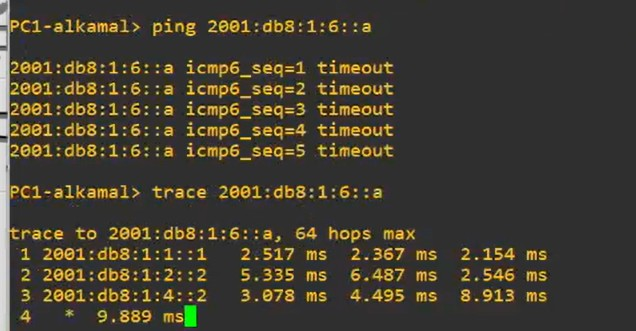 PC1-alkamal> ping 2001:db8:1:6::a
2001:db8:1:6::a icmp6_seq=1 timeout
2001:db8:1:6::a icmp6_seq=2 timeout
2001:db8:1:6::a icmp6_seq=3 timeout
2001:db8:1:6::a icmp6_seq=4 timeout
2001:db8:1:6::a icmp6_seq=5 timeout
PC1-alkamal> trace 2001:db8:1:6::a
trace to 2001:db8:1:6::a, 64 hops max
1 2001:db8:1:1::1 2.517 ms 2.367 ms 2.154 ms
2 2001:db8:1:2::2 5.335 ms 6.487 ms 2.546 ms
3 2001:db8:1:4::2 3.078 ms 4.495 ms 8.913 ms
4 * 9.889 ms